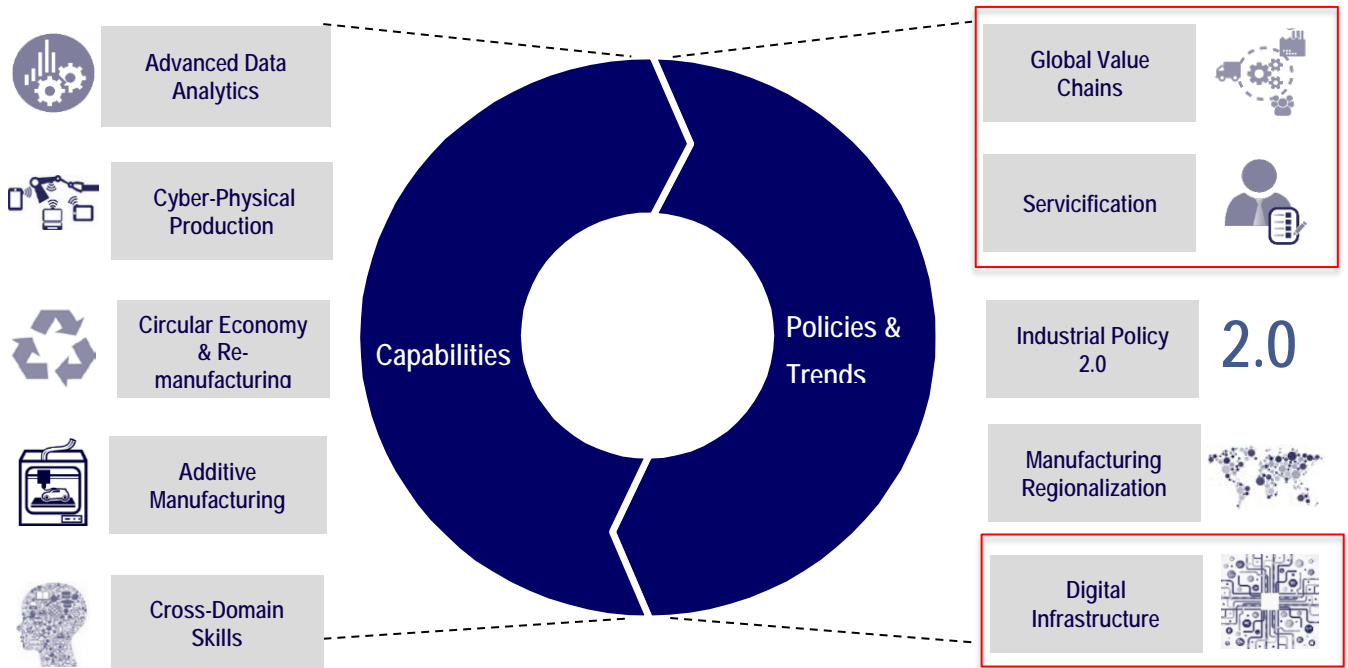 Advanced Data
Analytics
Cyber-Physical
Production
Circular Economy
& Re-
manufacturing
Additive
Manufacturing
Cross-Domain
Skills
Capabilities
Policies &
Trends
Global Value
Chains
Servicification
Industrial Policy
2.0
2.0
Manufacturing
Regionalization
Digital
Infrastructure